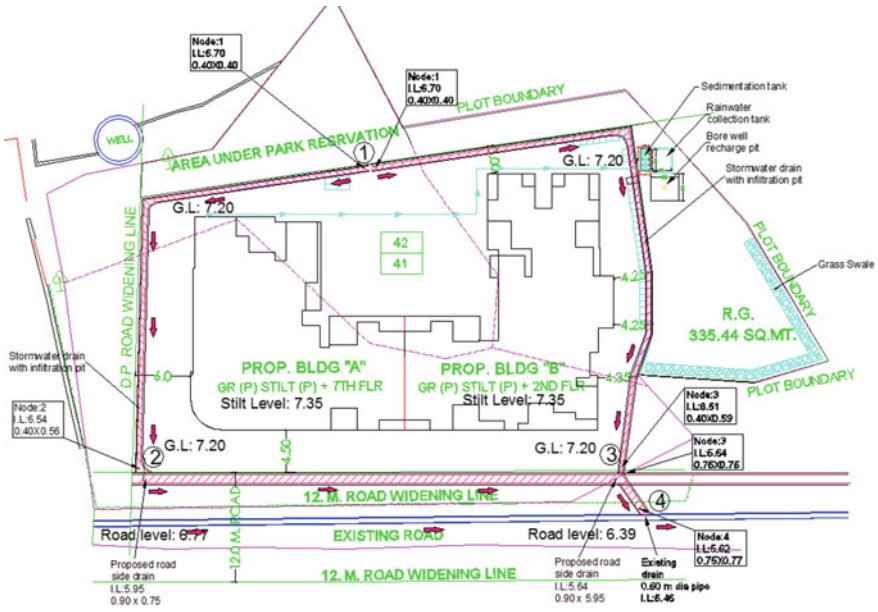 Node:1
I.L:6.70
0.40X0.40
Node:1
I.L:6.70
0.40X0.40
PLOT BOUNDARY
Sedimentation tank
Rainwater
collection tank
Bore well
recharge pit
Stormwater drain
with infiltration pit
WELL
AREA UNDER PARK RESRVATION
1
G.L: 7.20
G.L: 7.20
PLOT BOUNDARY
Grass Swale
D.P. ROAD WIDENING LINE
42
41
4.25
4.25
R.G.
335.44 SQ.MT.
Stormwater drain
with infiltration pit
6.0
PROP. BLDG "A"
GR (P) STILT (P) + 7TH FLR
Stilt Level: 7.35
PROP. BLDG "B"
GR (P) STILT (P) + 2ND FLR
Stilt Level: 7.35
4.35
PLOT BOUNDARY
Node:2
I.L:6.54
0.40X0.56
Node:3
I.L:6.51
0.40X0.59
Node:3
I.L:5.64
0.75X0.75
G.L: 7.20
4.50
G.L: 7.20
2
3
4
12. M. ROAD WIDENING LINE
12.0 M. ROAD
Road level: 6.77
EXISTING ROAD
Road level: 6.39
Node:4
I.L:5.62
0.75X0.77
Proposed road
side drain
I.L:5.95
0.90 x 0.75
12. M. ROAD WIDENING LINE
Proposed road
side drain
I.L:5.64
0.90 x 5.95
Existing
drain
0.60 m dia pipe
I.L:5.46